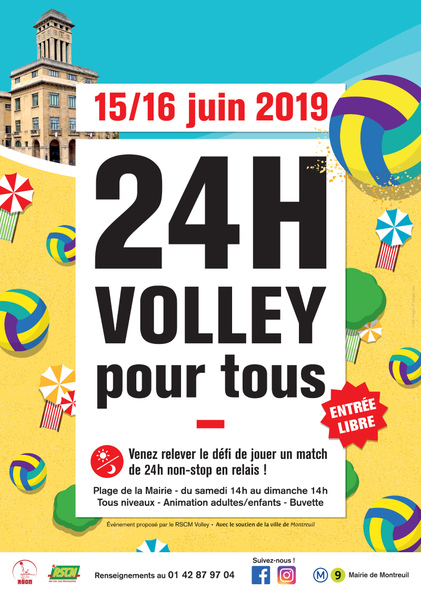 15/16 juin 2019
24H
VOLLEY
pour tous
ENTRÉE
LIBRE
Venez relever le défi de jouer un match
de 24h non-stop en relais !
Plage de la Mairie - du samedi 14h au dimanche 14h
Tous niveaux - Animation adultes/enfants - Buvette
Évènement proposé par le RSCM Volley • Avec le soutien de la ville de Montreuil
Suivez-nous !
RSCM
Renseignements au 01 42 87 97 04
M 9 Mairie de Montreuil